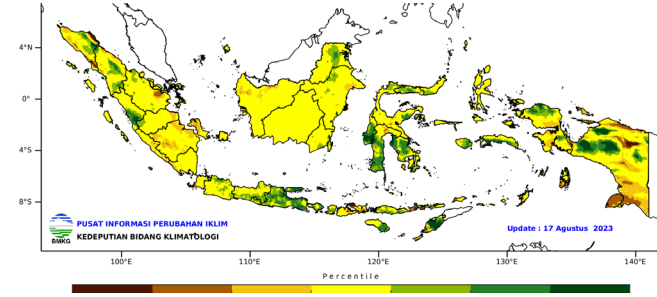 4°N
0°
4°S
8°S
BMKG
PUSAT INFORMASI PERUBAHAN IKLIM
KEDEPUTIAN BIDANG KLIMATOLOGI
Update : 17 Agustus 2023
100°E 110°E 120°E 130°E 140°E
Percentile